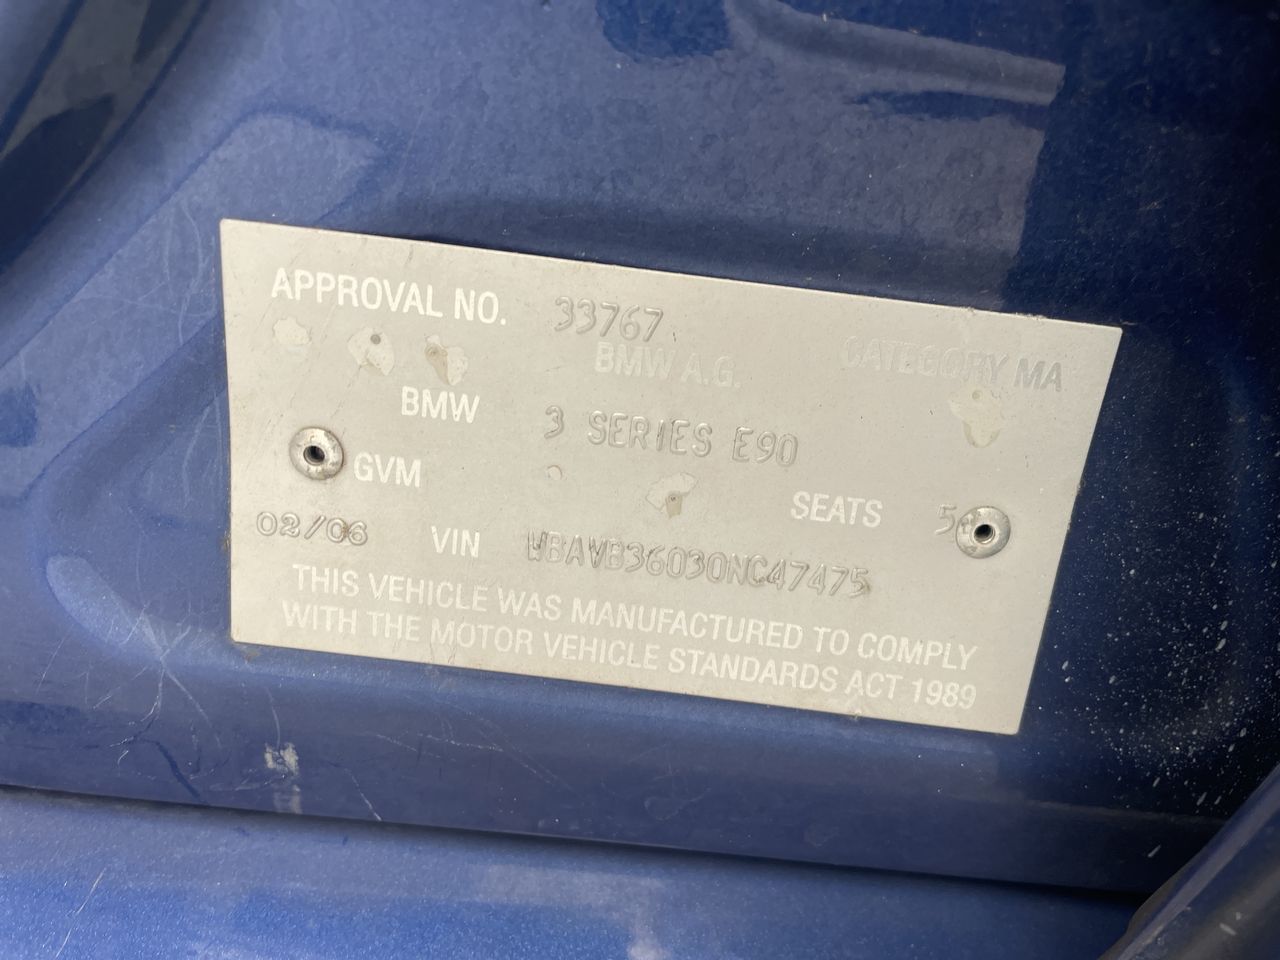 APPROVAL NO. 33767
BMW A.G. CATEGORY MA
BMW 3 SERIES E90
GVM SEATS 5
02/06 VIN WBAVB36030NC47475
THIS VEHICLE WAS MANUFACTURED TO COMPLY
WITH THE MOTOR VEHICLE STANDARDS ACT 1989